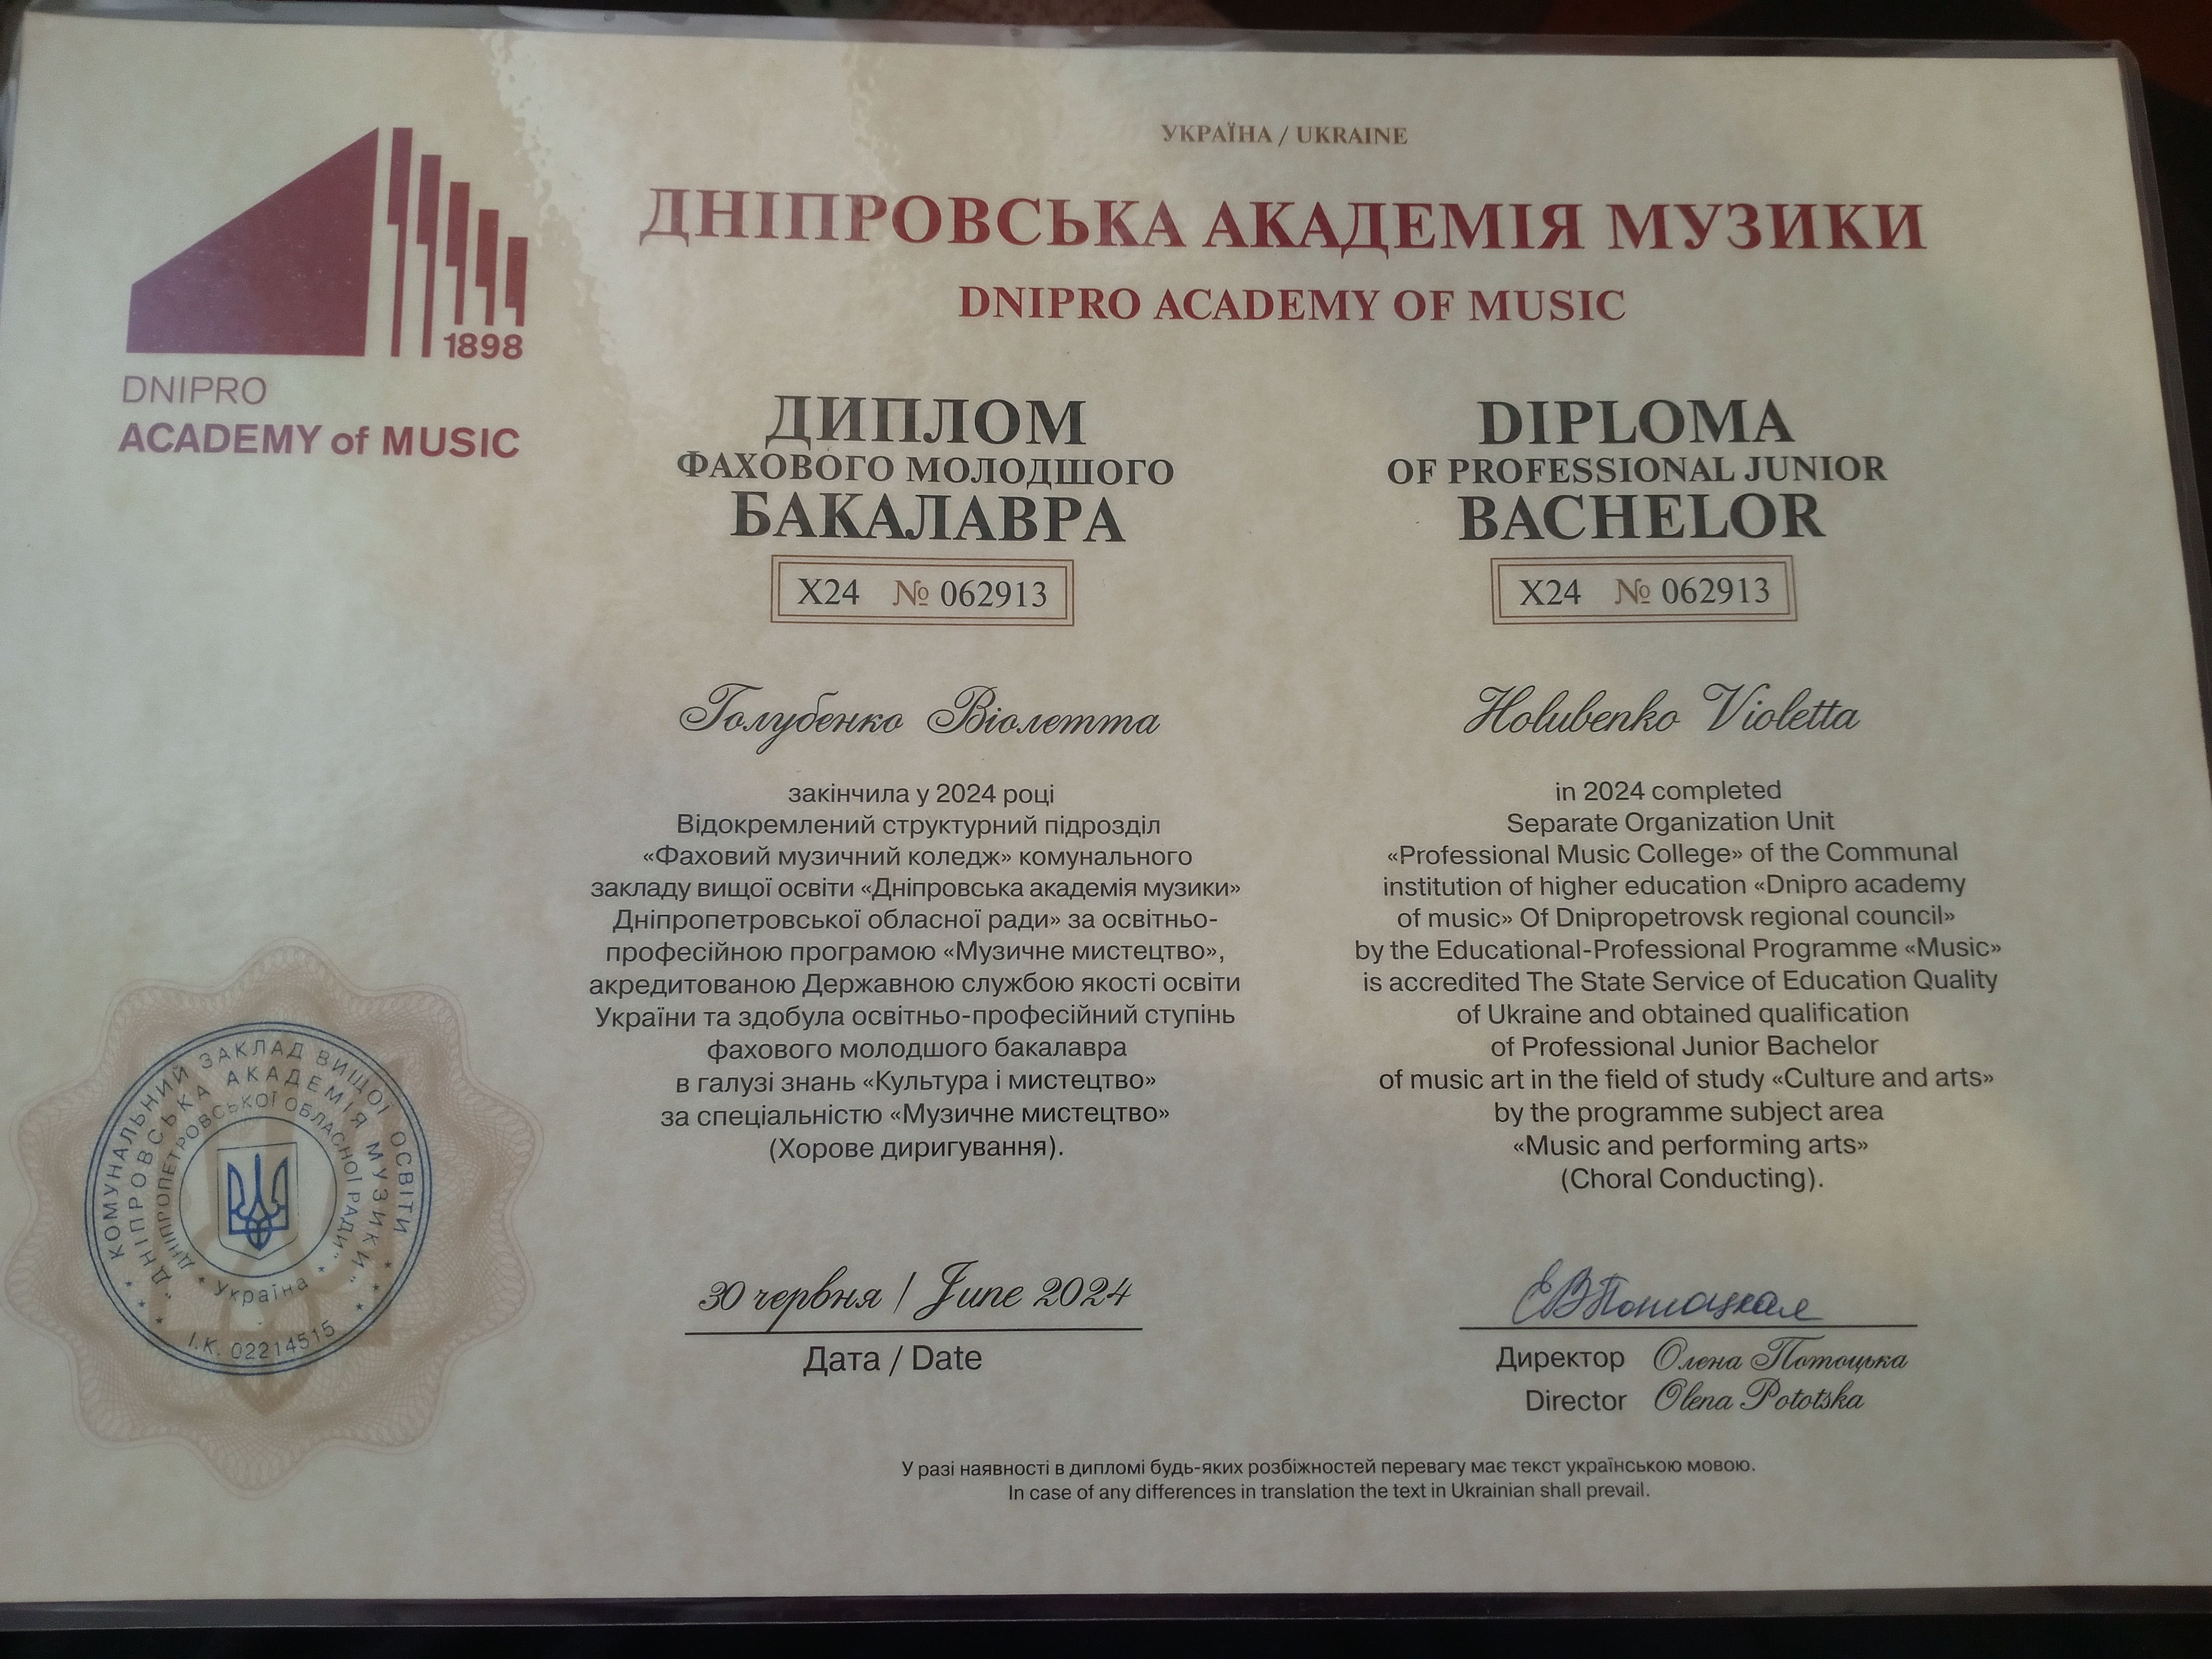 УКРАЇНА / UKRAINE
ДНІПРОВСЬКА АКАДЕМІЯ МУЗИКИ
DNIPRO ACADEMY OF MUSIC
1898
DNIPRO
ACADEMY of MUSIC
ДИПЛОМ
ФАХОВОГО МОЛОДШОГО
БАКАЛАВРА
X24 № 062913
Голубенко Віолетта
закінчила у 2024 році
Відокремлений структурний підрозділ
«Фаховий музичний коледж» комунального
закладу вищої освіти «Дніпровська академія музики»
Дніпропетровської обласної ради» за освітньо-
професійною програмою «Музичне мистецтво»,
акредитованою Державною службою якості освіти
України та здобула освітньо-професійний ступінь
фахового молодшого бакалавра
в галузі знань «Культура і мистецтво»
за спеціальністю «Музичне мистецтво»
(Хорове диригування).
DIPLOMA
OF PROFESSIONAL JUNIOR
BACHELOR
X24 № 062913
Holubenko Violetta
in 2024 completed
Separate Organization Unit
«Professional Music College» of the Communal
institution of higher education «Dnipro academy
of music» Of Dnipropetrovsk regional council»
by the Educational-Professional Programme «Music»
is accredited The State Service of Education Quality
of Ukraine and obtained qualification
of Professional Junior Bachelor
of music art in the field of study «Culture and arts»
by the programme subject area
«Music and performing arts»
(Choral Conducting).
КОМУНАЛЬНИЙ ЗАКЛАД ВИЩОЇ ОСВІТИ
"ДНІПРОВСЬКА АКАДЕМІЯ МУЗИКИ"
ДНІПРОПЕТРОВСЬКОЇ ОБЛАСНОЇ РАДИ"
* Україна *
І.К. 02214515
30 червня / June 2024
Дата / Date
ЕВПотоцкая
Директор Олена Потоцька
Director Olena Pototska
У разі наявності в дипломі будь-яких розбіжностей перевагу має текст українською мовою.
In case of any differences in translation the text in Ukrainian shall prevail.